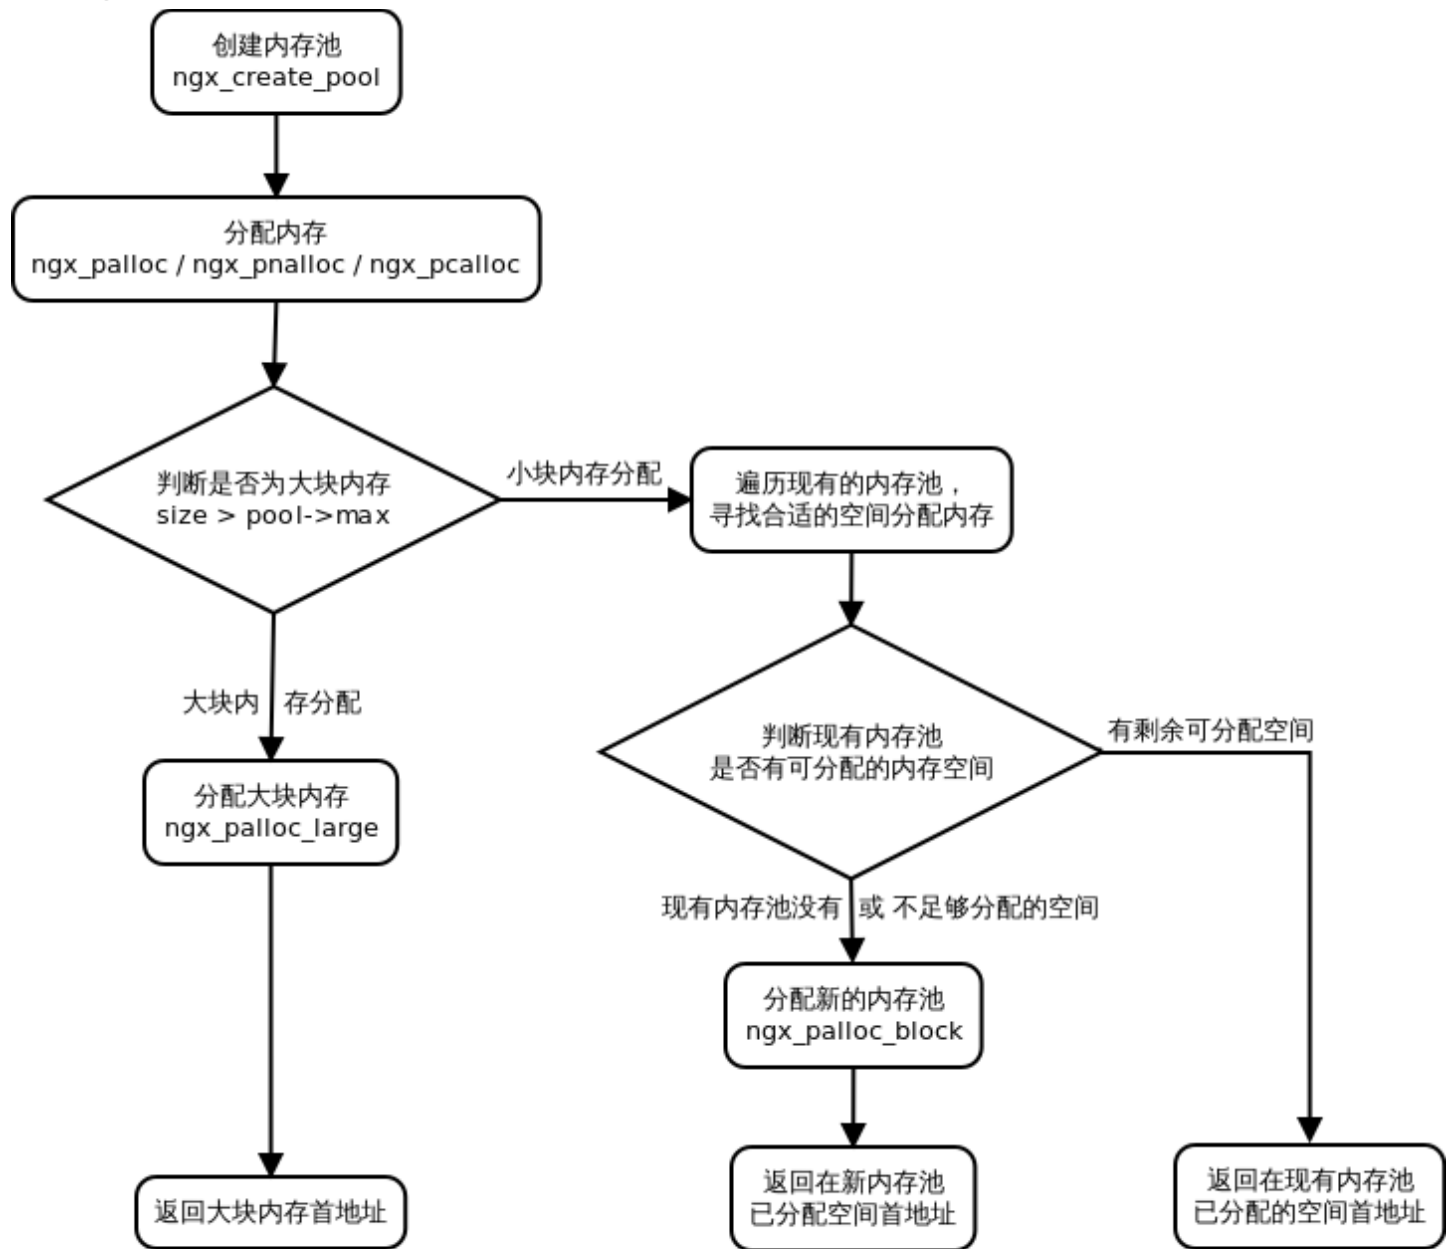 创建内存池
ngx_create_pool
分配内存
ngx_palloc / ngx_pnalloc / ngx_pcalloc
判断是否为大块内存
size > pool->max
小块内存分配
遍历现有的内存池，
寻找合适的空间分配内存
大块内 存分配
分配大块内存
ngx_palloc_large
判断现有内存池
是否有可分配的内存空间
有剩余可分配空间
现有内存池没有 或 不足够分配的空间
分配新的内存池
ngx_palloc_block
返回大块内存首地址
返回在新内存池
已分配空间首地址
返回在现有内存池
已分配的空间首地址